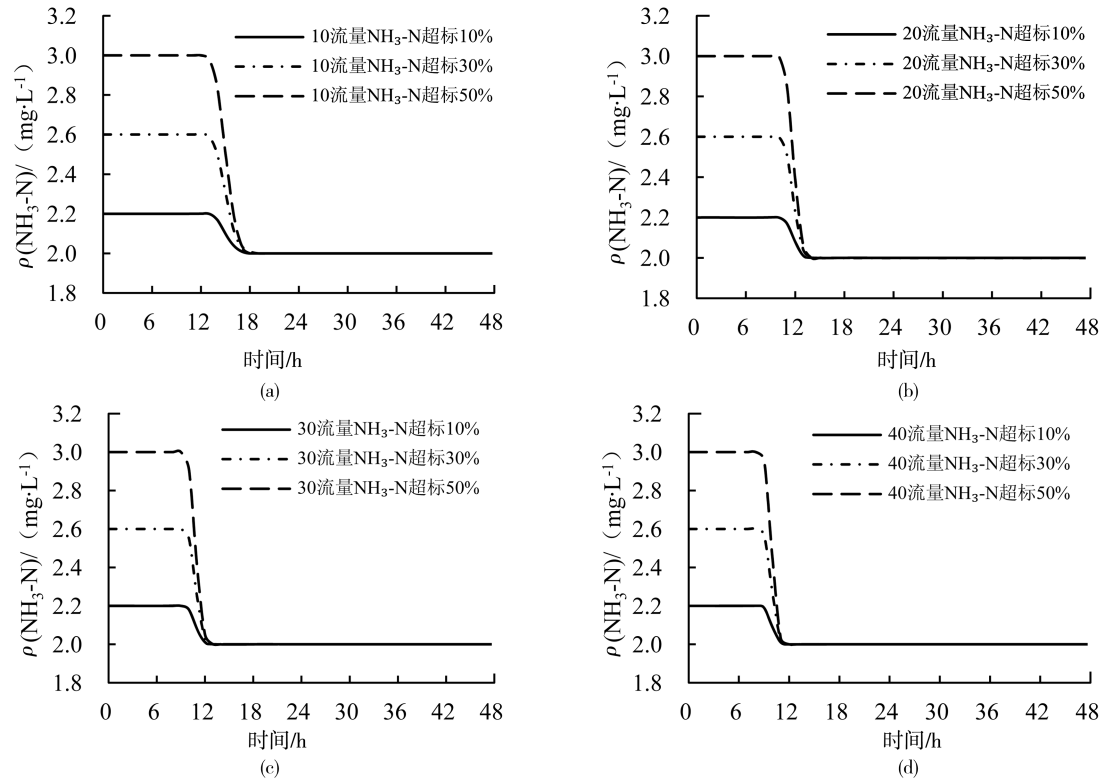 3.2
3.0
2.8
2.6
2.4
2.2
2.0
1.8
ρ(NH₃-N)/（mg·L⁻¹）
10流量NH₃-N超标10%
10流量NH₃-N超标30%
10流量NH₃-N超标50%
0 6 12 18 24 30 36 42 48
时间/h
(a)
3.2
3.0
2.8
2.6
2.4
2.2
2.0
1.8
ρ(NH₃-N)/（mg·L⁻¹）
20流量NH₃-N超标10%
20流量NH₃-N超标30%
20流量NH₃-N超标50%
0 6 12 18 24 30 36 42 48
时间/h
(b)
3.2
3.0
2.8
2.6
2.4
2.2
2.0
1.8
ρ(NH₃-N)/（mg·L⁻¹）
30流量NH₃-N超标10%
30流量NH₃-N超标30%
30流量NH₃-N超标50%
0 6 12 18 24 30 36 42 48
时间/h
(c)
3.2
3.0
2.8
2.6
2.4
2.2
2.0
1.8
ρ(NH₃-N)/（mg·L⁻¹）
40流量NH₃-N超标10%
40流量NH₃-N超标30%
40流量NH₃-N超标50%
0 6 12 18 24 30 36 42 48
时间/h
(d)